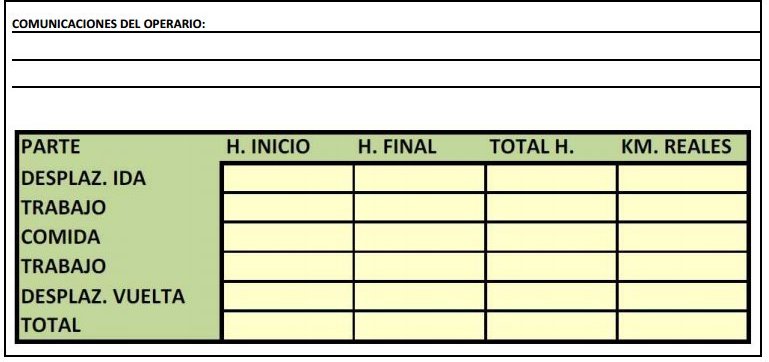 COMUNICACIONES DEL OPERARIO:
PARTE H. INICIO H. FINAL TOTAL H. KM. REALES
DESPLAZ. IDA
TRABAJO
COMIDA
TRABAJO
DESPLAZ. VUELTA
TOTAL